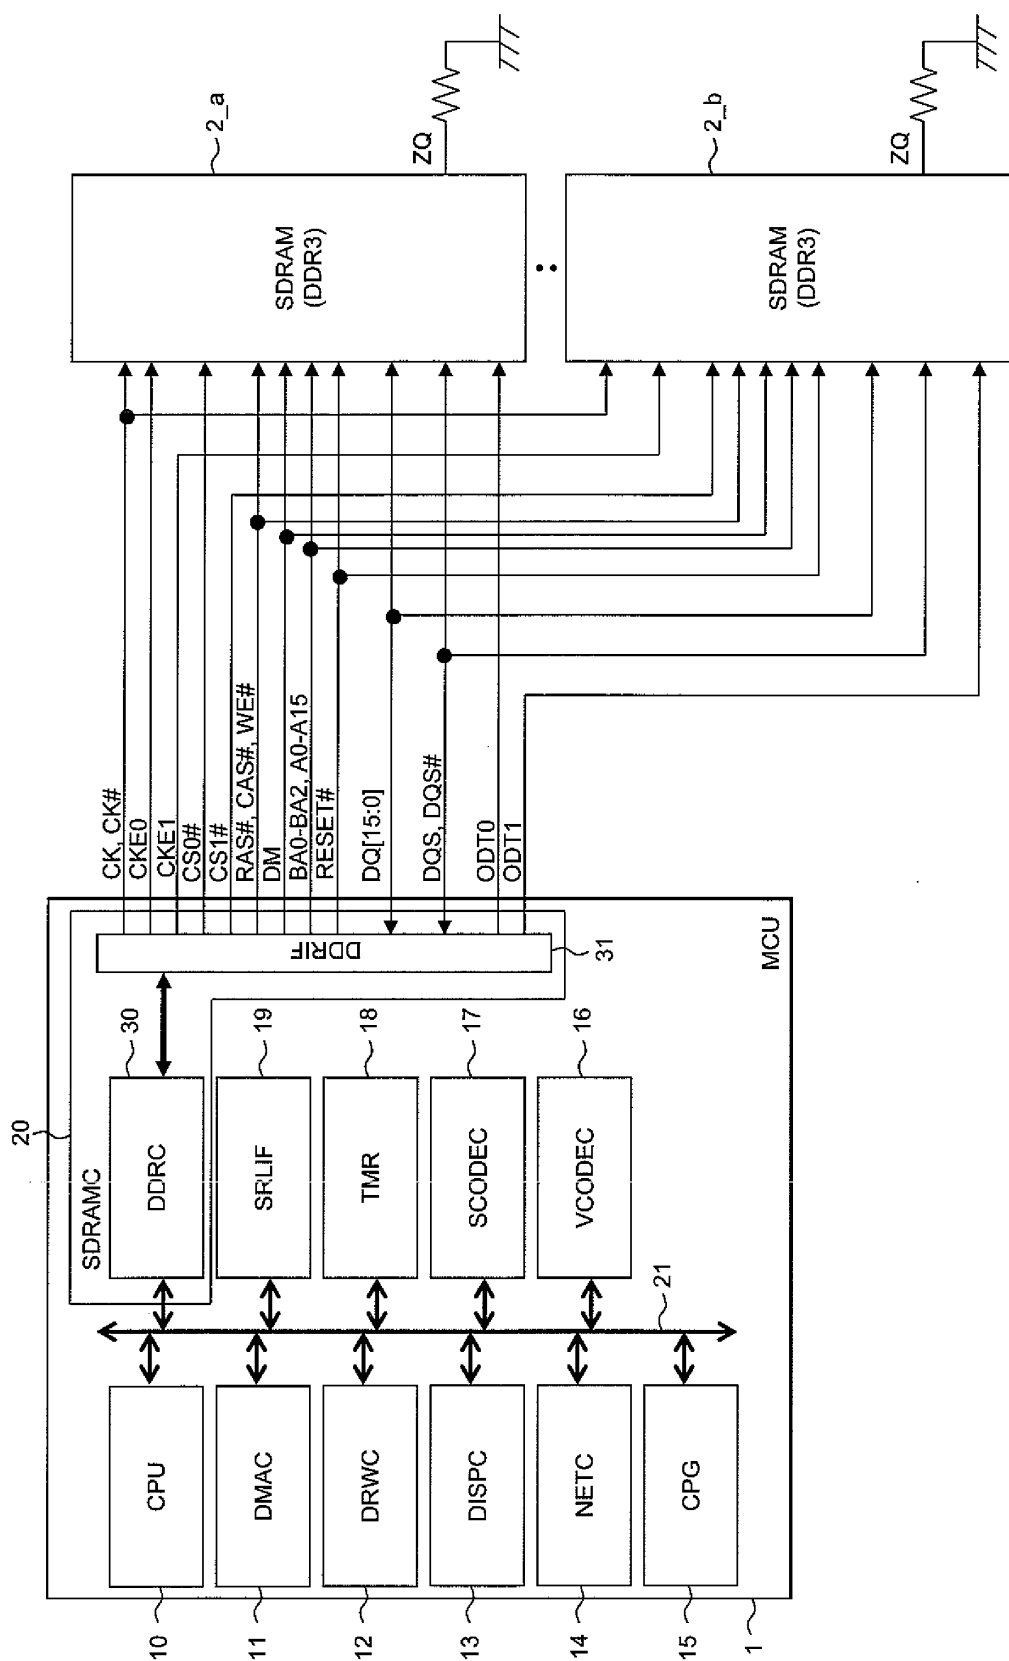 1
MCU
10
CPU
11
DMAC
12
DRWC
13
DISPC
14
NETC
15
CPG
21
20
SDRAMC
DDRC
30
SRLIF
19
TMR
18
SCODEC
17
VCODEC
16
DDRIF
31
CK, CK#
CKE0
CKE1
CS0#
CS1#
RAS#, CAS#, WE#
DM
BA0-BA2, A0-A15
RESET#
DQ[15:0]
DQS, DQS#
ODT0
ODT1
SDRAM
(DDR3)
2_a
ZQ
SDRAM
(DDR3)
2_b
ZQ